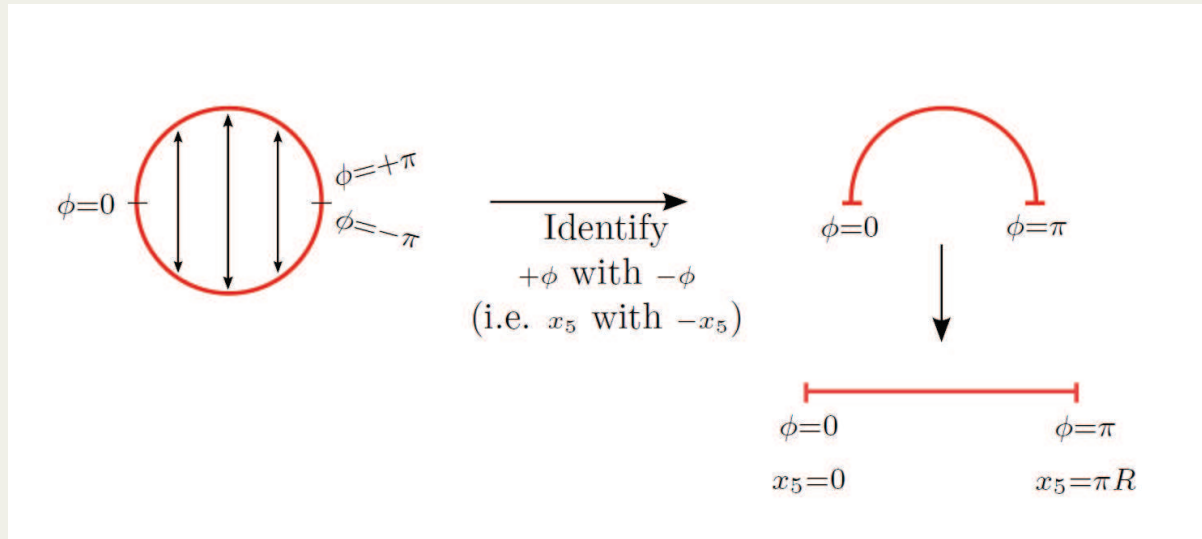 ϕ=0
ϕ=+π
ϕ=−π
Identify
+ϕ with −ϕ
(i.e. x₅ with −x₅)
ϕ=0 ϕ=π
ϕ=0 ϕ=π
x₅=0 x₅=πR